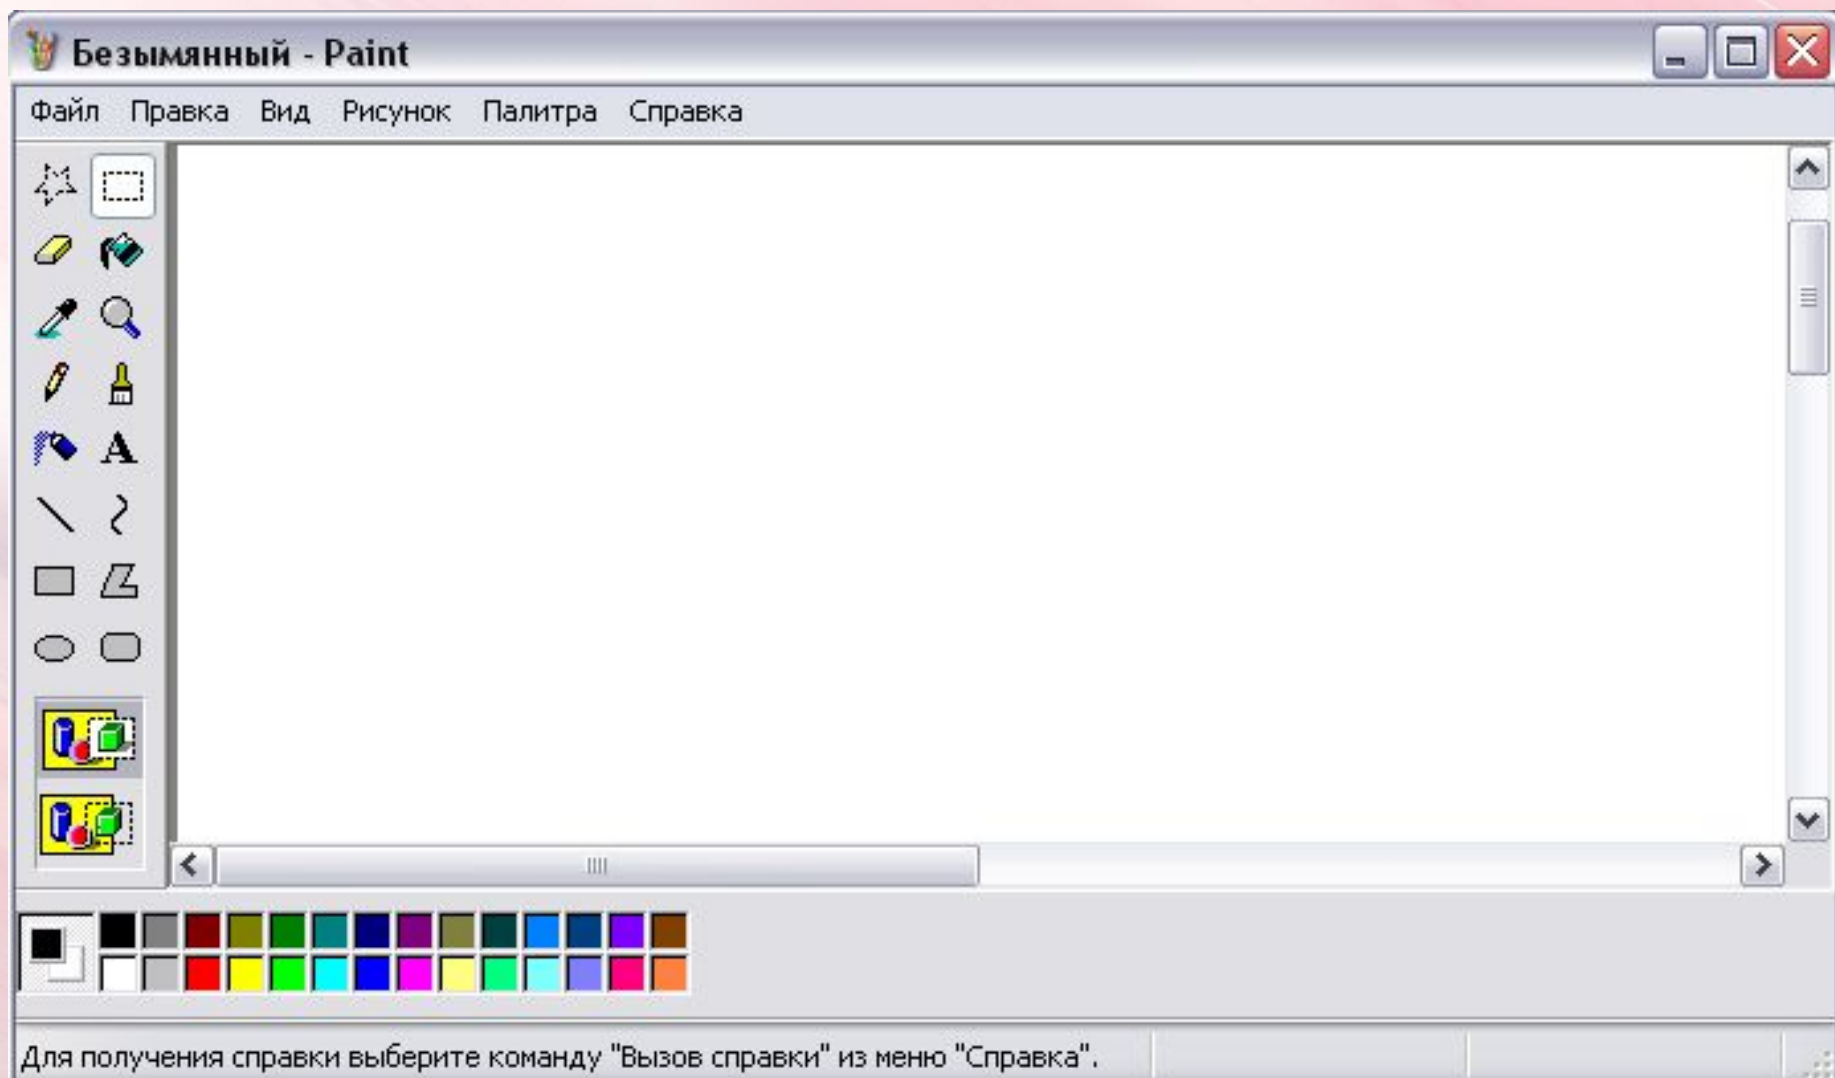 Безымянный - Paint
Файл Правка Вид Рисунок Палитра Справка
A
Для получения справки выберите команду "Вызов справки" из меню "Справка".